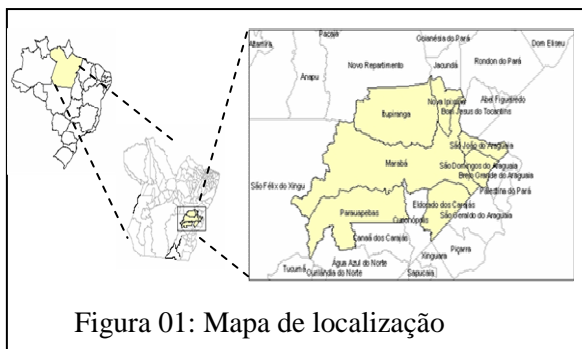 Pacajá
Goianésia do Pará
Altamira
Dom Eliseu
Anapu
Novo Repartimento
Jacundá
Rondon do Pará
Itupiranga
Nova Ipixuna
Abel Figueiredo
Bom Jesus do Tocantins
São João do Araguaia
Marabá
São Domingos do Araguaia
Brejo Grande do Araguaia
São Félix do Xingu
Palestina do Pará
Parauapebas
Eldorado dos Carajás
Curionópolis
São Geraldo do Araguaia
Canaã dos Carajás
Piçarra
Xinguara
Água Azul do Norte
Tucumã
Ourilândia do Norte
Sapucaia
Figura 01: Mapa de localização